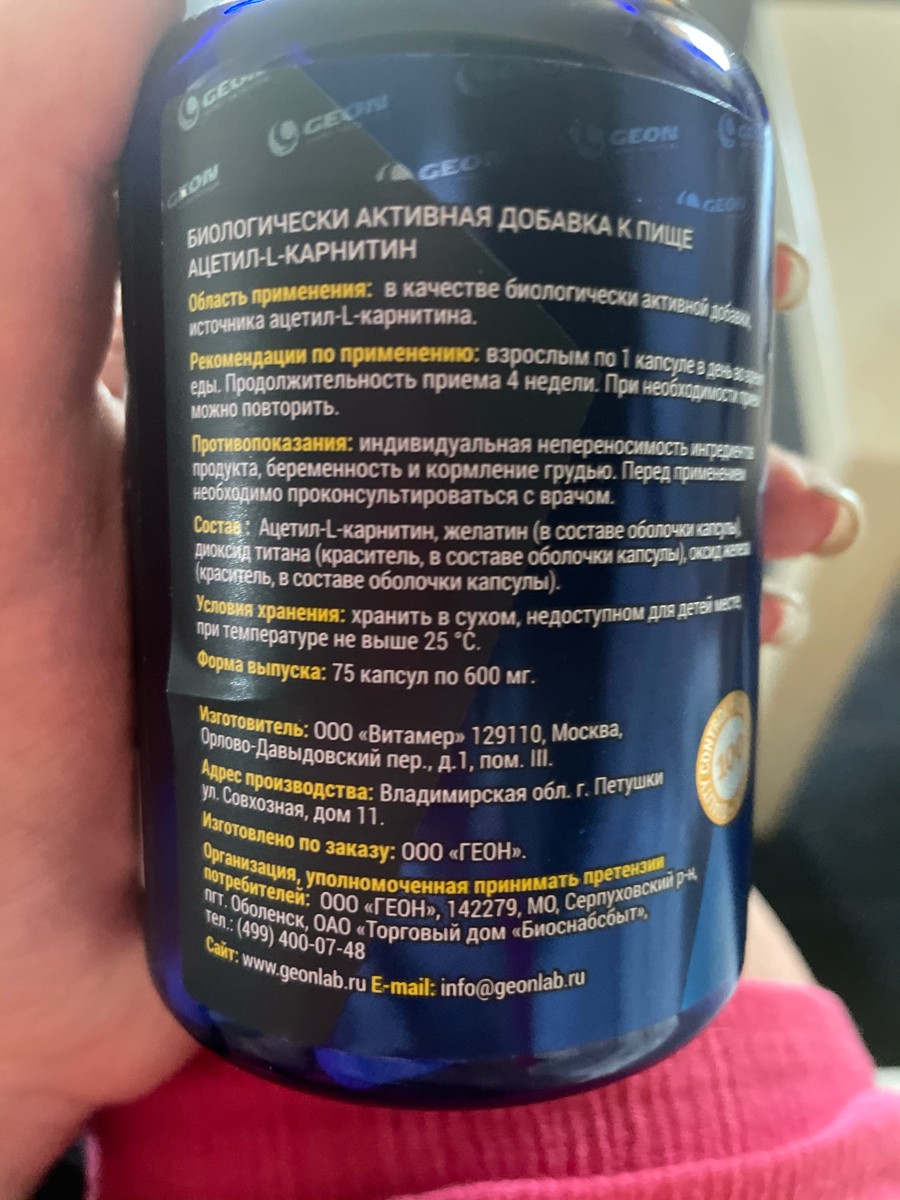 GEON
GEON
GEON
GEON
GEON
БИОЛОГИЧЕСКИ АКТИВНАЯ ДОБАВКА К ПИЩЕ
АЦЕТИЛ-L-КАРНИТИН
Область применения: в качестве биологически активной добавки,
источника ацетил-L-карнитина.
Рекомендации по применению: взрослым по 1 капсуле в день во время
еды. Продолжительность приема 4 недели. При необходимости прием
можно повторить.
Противопоказания: индивидуальная непереносимость ингредиентов
продукта, беременность и кормление грудью. Перед применением
необходимо проконсультироваться с врачом.
Состав: Ацетил-L-карнитин, желатин (в составе оболочки капсулы),
диоксид титана (краситель, в составе оболочки капсулы), оксид железа
(краситель, в составе оболочки капсулы).
Условия хранения: хранить в сухом, недоступном для детей месте,
при температуре не выше 25 °С.
Форма выпуска: 75 капсул по 600 мг.
Изготовитель: ООО «Витамер» 129110, Москва,
Орлово-Давыдовский пер., д.1, пом. III.
Адрес производства: Владимирская обл. г. Петушки
ул. Совхозная, дом 11.
Изготовлено по заказу: ООО «ГЕОН».
Организация, уполномоченная принимать претензии
потребителей: ООО «ГЕОН», 142279, МО, Серпуховский р-н,
пгт. Оболенск, ОАО «Торговый дом «Биоснабсбыт»,
тел.: (499) 400-07-48
Сайт: www.geonlab.ru E-mail: info@geonlab.ru
100